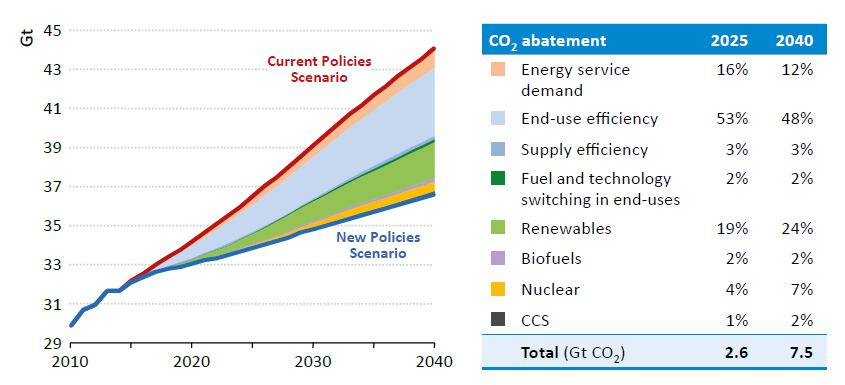 Gt
45
43
41
39
37
35
33
31
29
2010 2020 2030 2040
Current Policies
Scenario
New Policies
Scenario
CO₂ abatement 2025 2040
Energy service 16% 12%
demand
End-use efficiency 53% 48%
Supply efficiency 3% 3%
Fuel and technology 2% 2%
switching in end-uses
Renewables 19% 24%
Biofuels 2% 2%
Nuclear 4% 7%
CCS 1% 2%
Total (Gt CO₂) 2.6 7.5